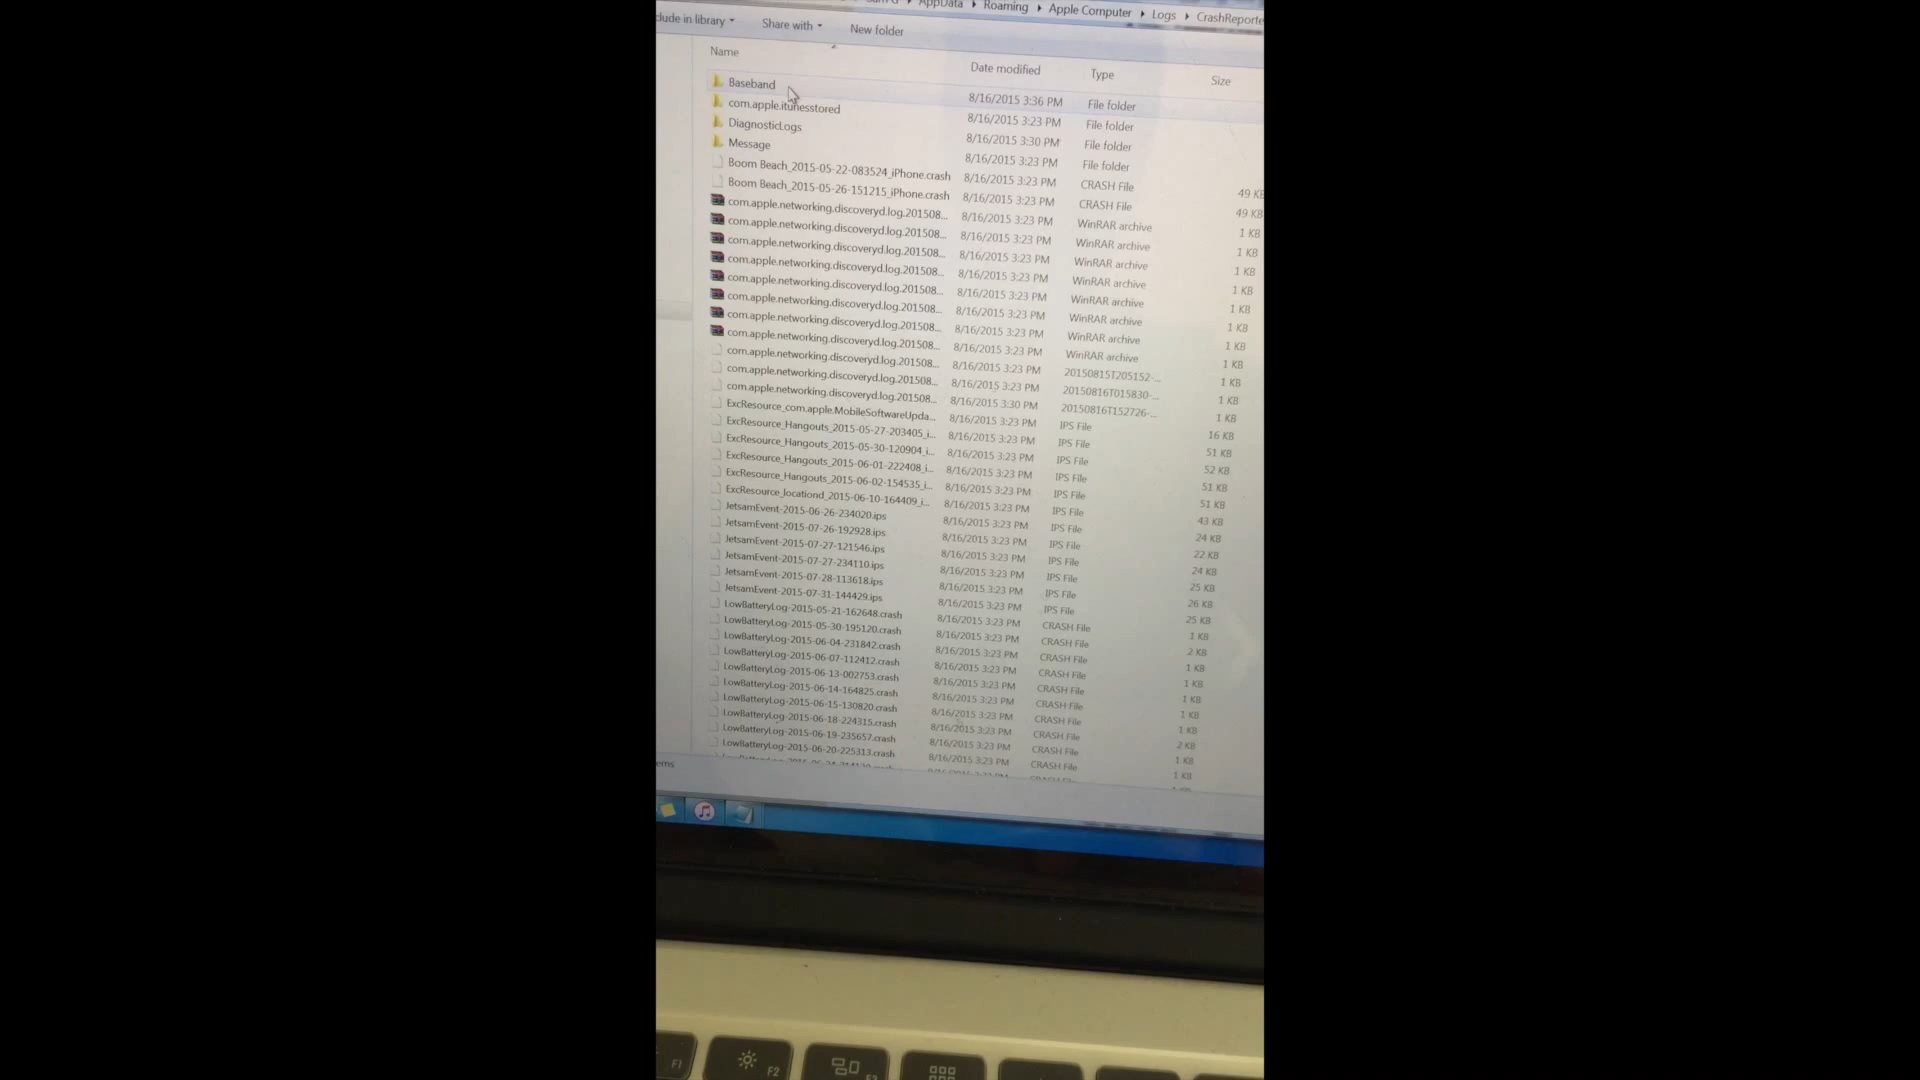 AppData Roaming Apple Computer Logs CrashReporte
clude in library Share with New folder
Name Date modified Type Size
Baseband 8/16/2015 3:36 PM File folder
com.apple.itunesstored 8/16/2015 3:23 PM File folder
DiagnosticLogs 8/16/2015 3:30 PM File folder
Message 8/16/2015 3:23 PM File folder
Boom Beach_2015-05-22-083524_iPhone.crash 8/16/2015 3:23 PM CRASH File 49 KB
Boom Beach_2015-05-26-151215_iPhone.crash 8/16/2015 3:23 PM CRASH File 49 KB
com.apple.networking.discoveryd.log.201508... 8/16/2015 3:23 PM WinRAR archive 1 KB
com.apple.networking.discoveryd.log.201508... 8/16/2015 3:23 PM WinRAR archive 1 KB
com.apple.networking.discoveryd.log.201508... 8/16/2015 3:23 PM WinRAR archive 1 KB
com.apple.networking.discoveryd.log.201508... 8/16/2015 3:23 PM WinRAR archive 1 KB
com.apple.networking.discoveryd.log.201508... 8/16/2015 3:23 PM WinRAR archive 1 KB
com.apple.networking.discoveryd.log.201508... 8/16/2015 3:23 PM WinRAR archive 1 KB
com.apple.networking.discoveryd.log.201508... 8/16/2015 3:23 PM WinRAR archive 1 KB
com.apple.networking.discoveryd.log.201508... 8/16/2015 3:23 PM WinRAR archive 1 KB
com.apple.networking.discoveryd.log.201508... 8/16/2015 3:23 PM 20150815T205152-... 1 KB
com.apple.networking.discoveryd.log.201508... 8/16/2015 3:23 PM 20150816T015830-... 1 KB
com.apple.networking.discoveryd.log.201508... 8/16/2015 3:30 PM 20150816T152726-... 1 KB
ExcResource_com.apple.MobileSoftwareUpda... 8/16/2015 3:23 PM IPS File 16 KB
ExcResource_Hangouts_2015-05-27-203405_i... 8/16/2015 3:23 PM IPS File 51 KB
ExcResource_Hangouts_2015-05-30-120904_i... 8/16/2015 3:23 PM IPS File 52 KB
ExcResource_Hangouts_2015-06-01-222408_i... 8/16/2015 3:23 PM IPS File 51 KB
ExcResource_Hangouts_2015-06-02-154535_i... 8/16/2015 3:23 PM IPS File 51 KB
ExcResource_locationd_2015-06-10-164409_i... 8/16/2015 3:23 PM IPS File 43 KB
JetsamEvent-2015-06-26-234020.ips 8/16/2015 3:23 PM IPS File 24 KB
JetsamEvent-2015-07-26-192928.ips 8/16/2015 3:23 PM IPS File 22 KB
JetsamEvent-2015-07-27-121546.ips 8/16/2015 3:23 PM IPS File 24 KB
JetsamEvent-2015-07-27-234110.ips 8/16/2015 3:23 PM IPS File 25 KB
JetsamEvent-2015-07-28-113618.ips 8/16/2015 3:23 PM IPS File 26 KB
JetsamEvent-2015-07-31-144429.ips 8/16/2015 3:23 PM IPS File 25 KB
LowBatteryLog-2015-05-21-162648.crash 8/16/2015 3:23 PM CRASH File 1 KB
LowBatteryLog-2015-05-30-195120.crash 8/16/2015 3:23 PM CRASH File 2 KB
LowBatteryLog-2015-06-04-231842.crash 8/16/2015 3:23 PM CRASH File 1 KB
LowBatteryLog-2015-06-07-112412.crash 8/16/2015 3:23 PM CRASH File 1 KB
LowBatteryLog-2015-06-13-002753.crash 8/16/2015 3:23 PM CRASH File 1 KB
LowBatteryLog-2015-06-14-164825.crash 8/16/2015 3:23 PM CRASH File 1 KB
LowBatteryLog-2015-06-15-130820.crash 8/16/2015 3:23 PM CRASH File 1 KB
LowBatteryLog-2015-06-18-224315.crash 8/16/2015 3:23 PM CRASH File 2 KB
LowBatteryLog-2015-06-19-235657.crash 8/16/2015 3:23 PM CRASH File 1 KB
LowBatteryLog-2015-06-20-225313.crash 8/16/2015 3:23 PM CRASH File 1 KB
ems
F1 F2